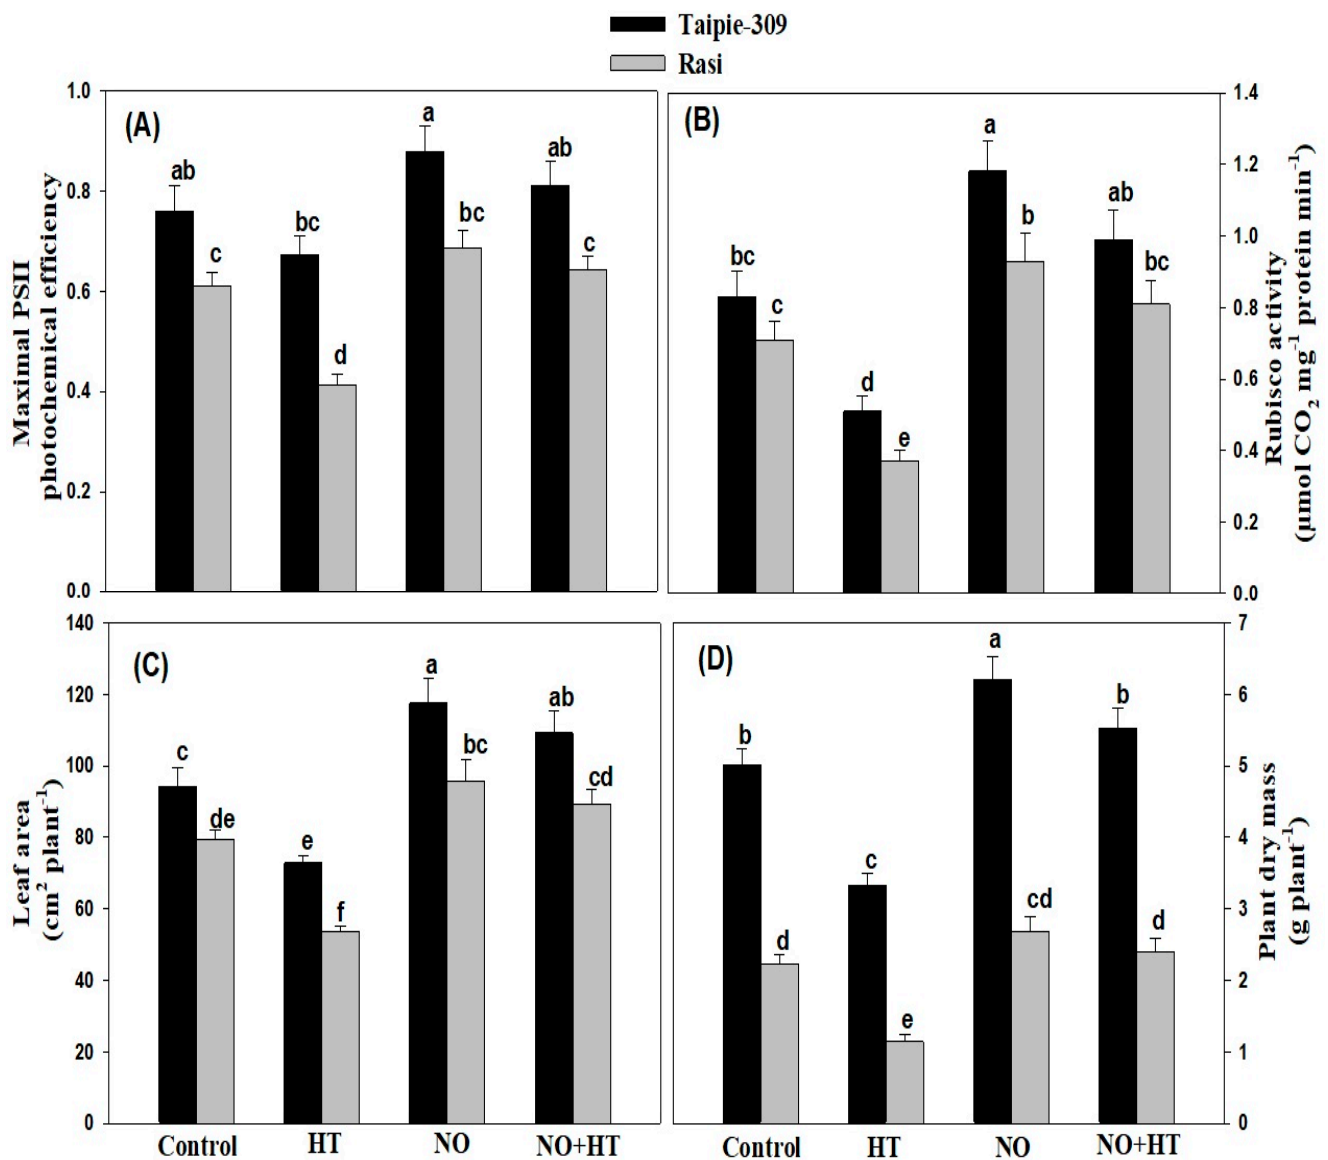 Taipie-309
Rasi
(A)
1.0
0.8
0.6
0.4
0.2
0.0
Maximal PSII
photochemical efficiency
ab
c
bc
d
a
bc
ab
c
(B)
1.4
1.2
1.0
0.8
0.6
0.4
0.2
0.0
Rubisco activity
(µmol CO₂ mg⁻¹ protein min⁻¹)
bc
c
d
e
a
b
ab
bc
(C)
140
120
100
80
60
40
20
0
Leaf area
(cm² plant⁻¹)
c
de
e
f
a
bc
ab
cd
Control HT NO NO+HT
(D)
7
6
5
4
3
2
1
0
Plant dry mass
(g plant⁻¹)
b
d
c
e
a
cd
b
d
Control HT NO NO+HT